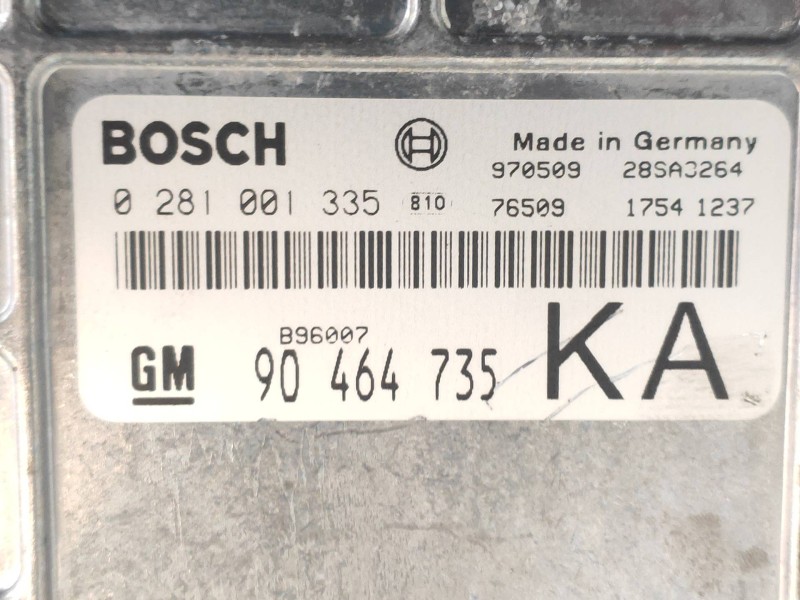 BOSCH Made in Germany
970509 28SA3264
0 281 001 335 810 76509 1754 1237
B96007
GM 90 464 735 KA